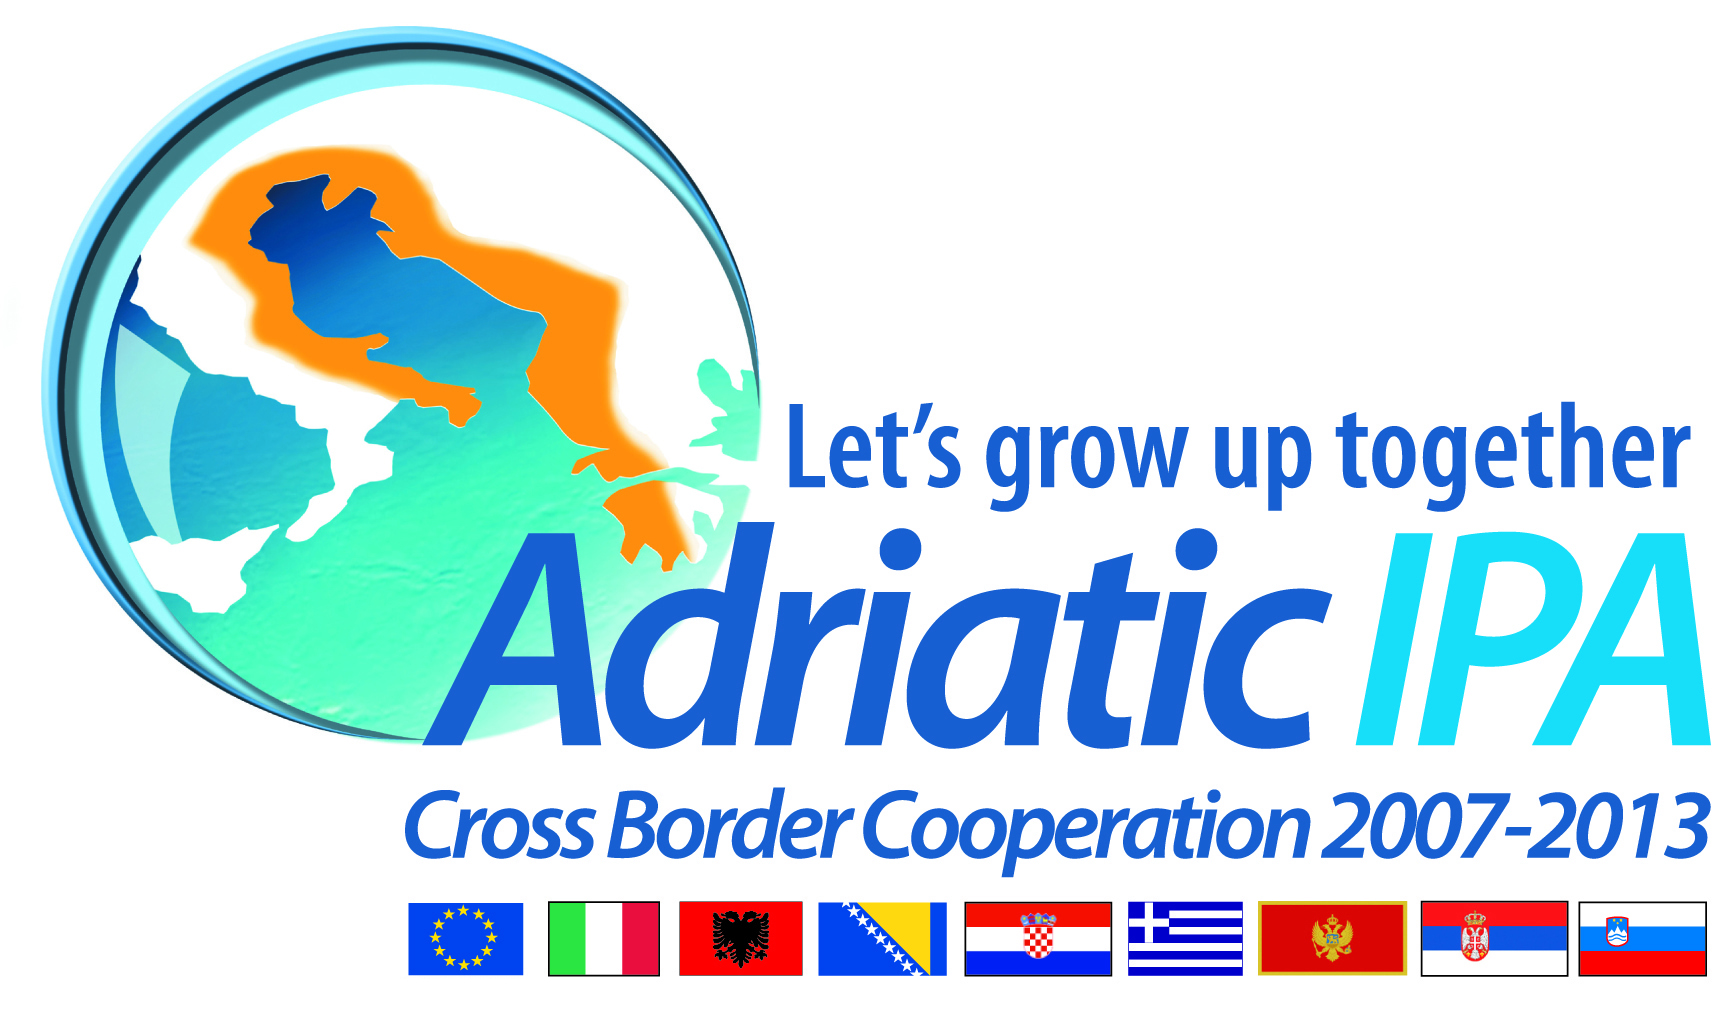 Let's grow up together
Adriatic IPA
Cross Border Cooperation 2007-2013